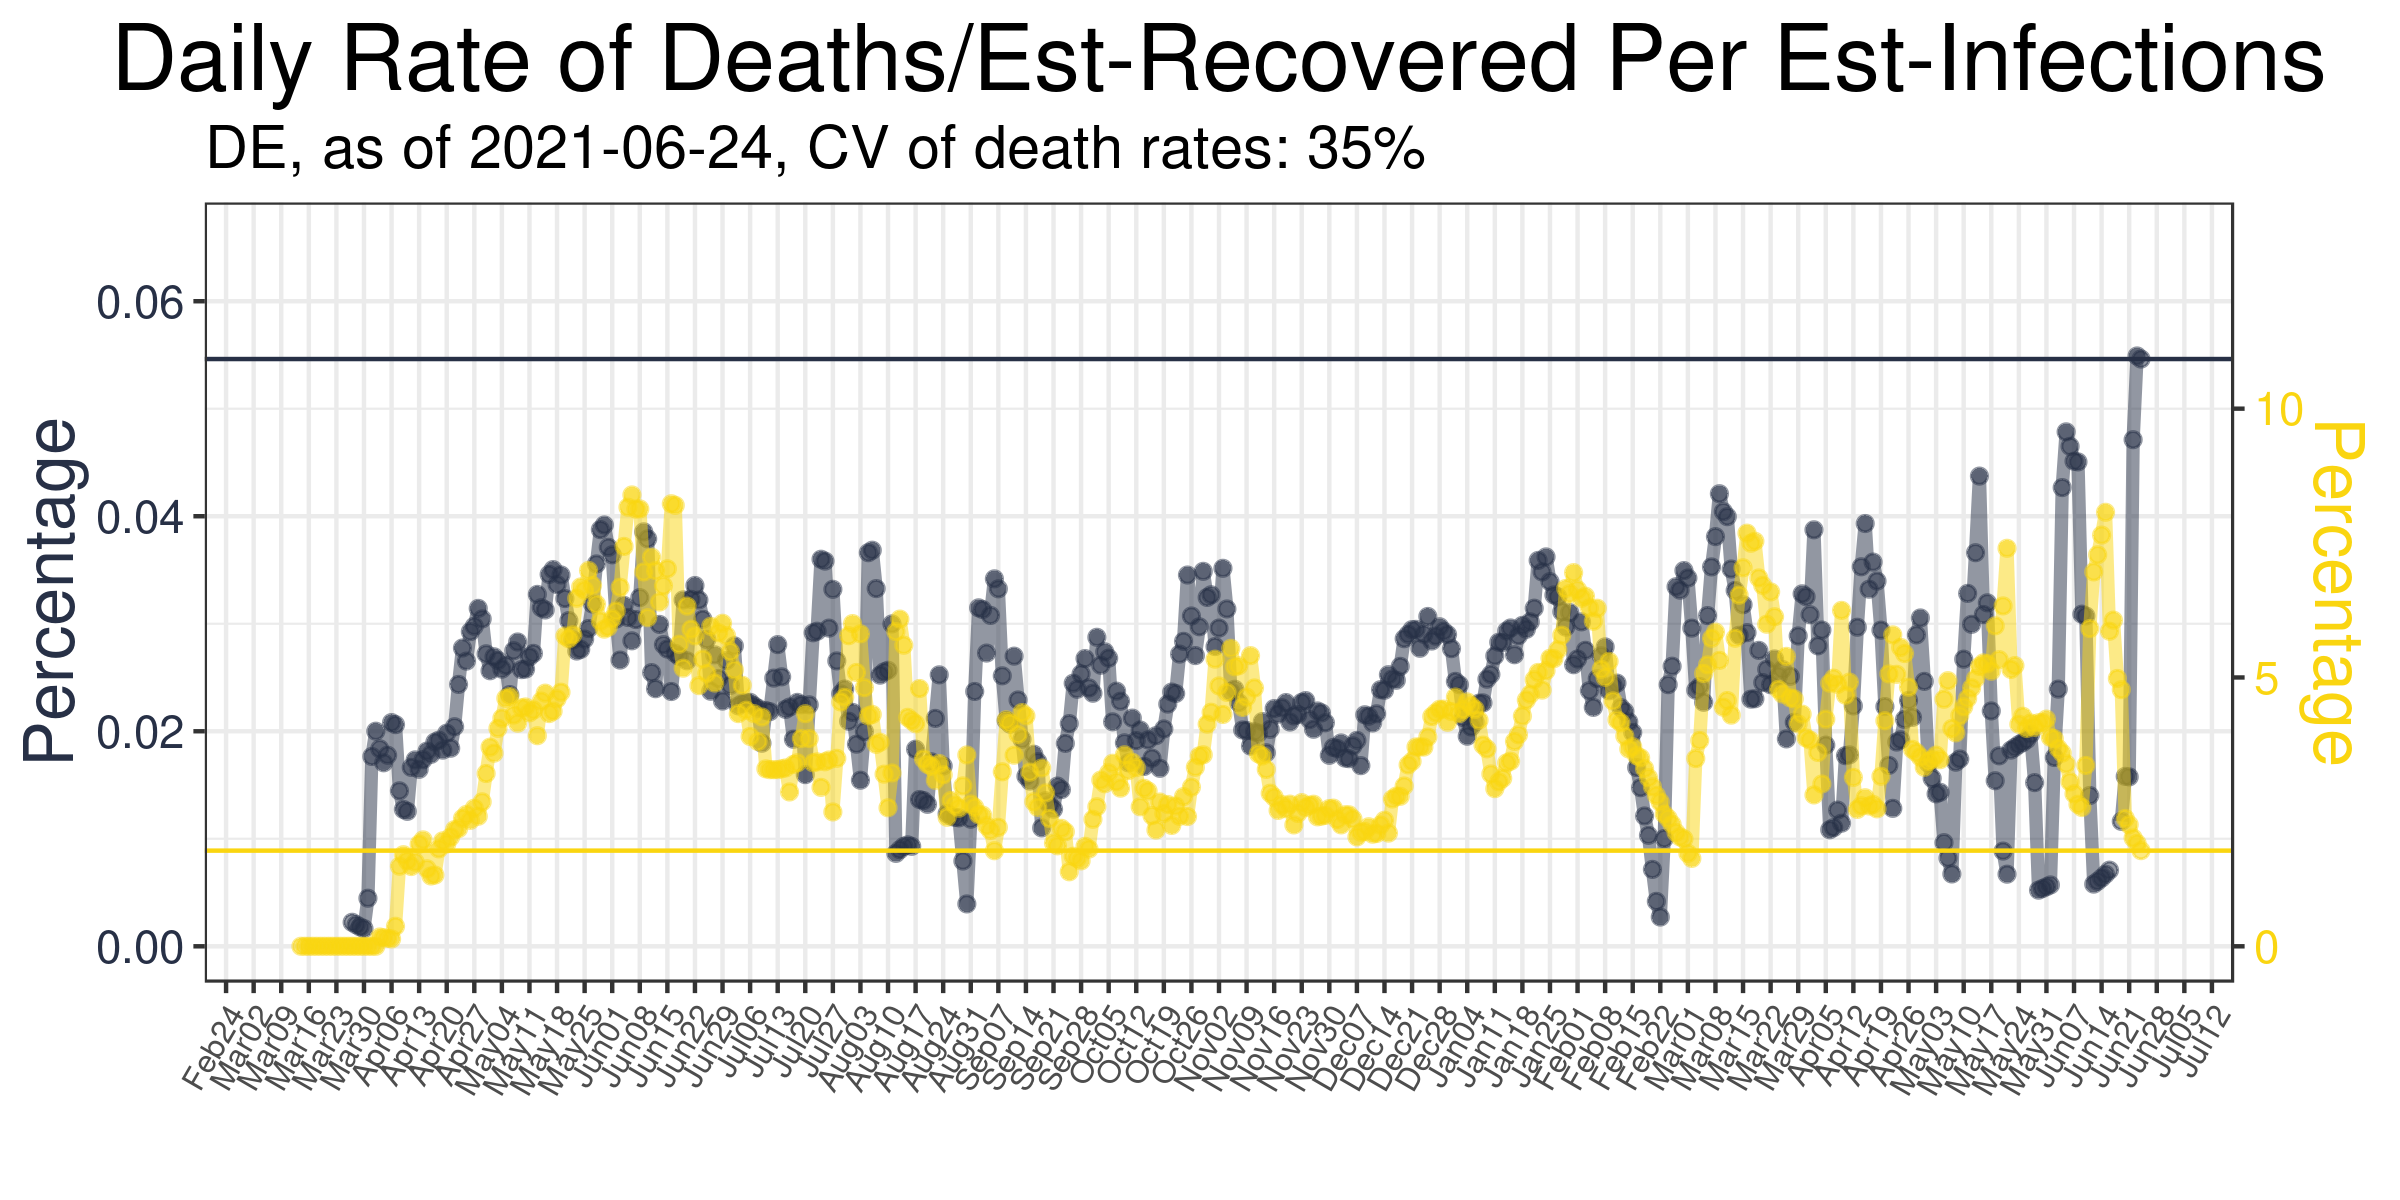 Daily Rate of Deaths/Est-Recovered Per Est-Infections
DE, as of 2021-06-24, CV of death rates: 35%
Percentage
0.06
0.04
0.02
0.00
10
5
0
Percentage
Feb24
Mar02
Mar09
Mar16
Mar23
Mar30
Apr06
Apr13
Apr20
Apr27
May04
May11
May18
May25
Jun01
Jun08
Jun15
Jun22
Jun29
Jul06
Jul13
Jul20
Jul27
Aug03
Aug10
Aug17
Aug24
Aug31
Sep07
Sep14
Sep21
Sep28
Oct05
Oct12
Oct19
Oct26
Nov02
Nov09
Nov16
Nov23
Nov30
Dec07
Dec14
Dec21
Dec28
Jan04
Jan11
Jan18
Jan25
Feb01
Feb08
Feb15
Feb22
Mar01
Mar08
Mar15
Mar22
Mar29
Apr05
Apr12
Apr19
Apr26
May03
May10
May17
May24
May31
Jun07
Jun14
Jun21
Jun28
Jul05
Jul12